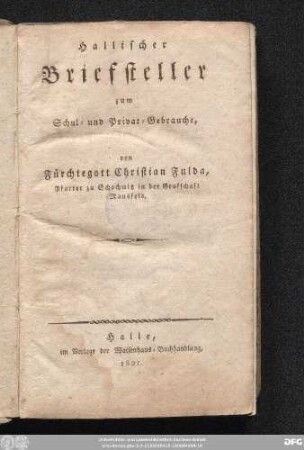 Hallischer
Briefsteller
zum
Schul- und Privat-Gebrauche,
von
Fürchtegott Christian Fulda,
Pfarrer zu Schochwitz in der Grafschaft
Mansfeld.
Halle,
im Verlage der Waisenhaus-Buchhandlung,
1801.
DFG